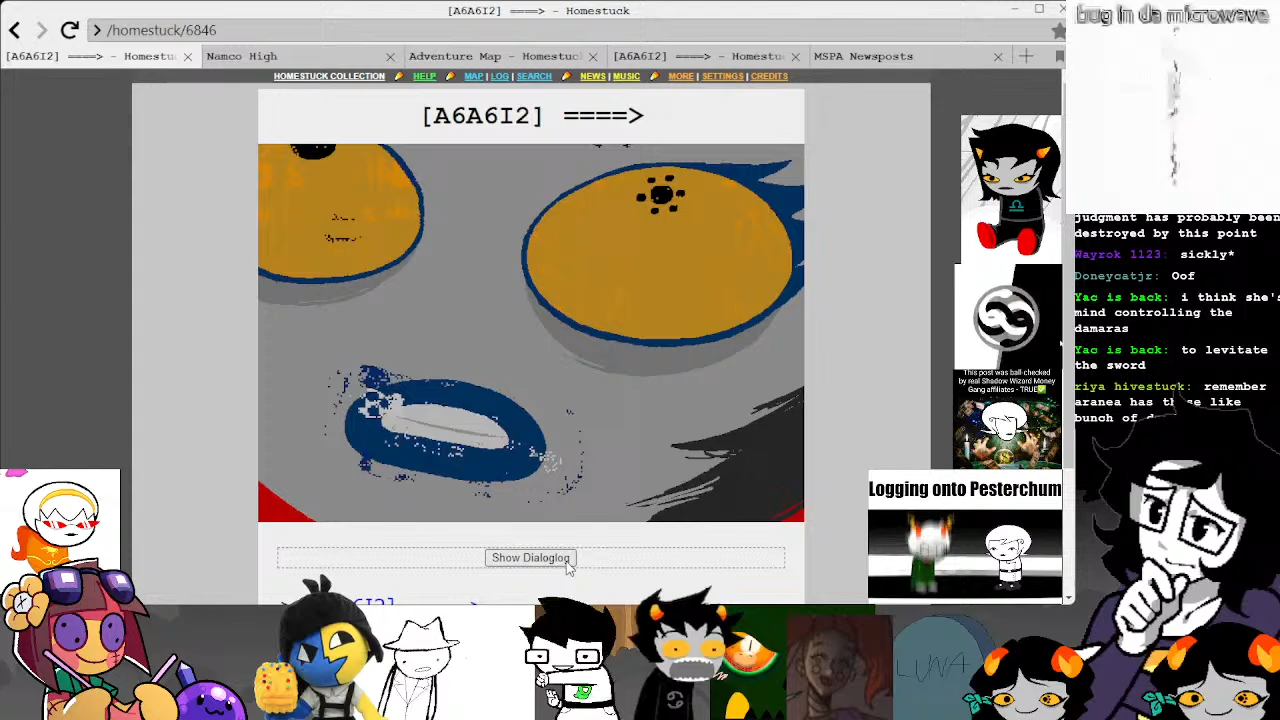 [A6A6I2] ====> - Homestuck
/homestuck/6846
[A6A6I2] ====> - Homestu
Namco High
Adventure Map - Homestuc
[A6A6I2] ====> - Homestu
MSPA Newsposts
HOMESTUCK COLLECTION HELP MAP | LOG | SEARCH NEWS | MUSIC MORE | SETTINGS | CREDITS
[A6A6I2] ====>
Show Dialoglog
bug in da microwave
judgment has probably been
destroyed by this point
Wayrok 1123: sickly*
Doneycatjr: Oof
Yac is back: i think she's
mind controlling the
damaras
Yac is back: to levitate
the sword
riya hivestuck: remember
aranea has these like
bunch of d
This post was ball-checked
by real Shadow Wizard Money
Gang affiliates - TRUE
Logging onto Pesterchum
LUNA